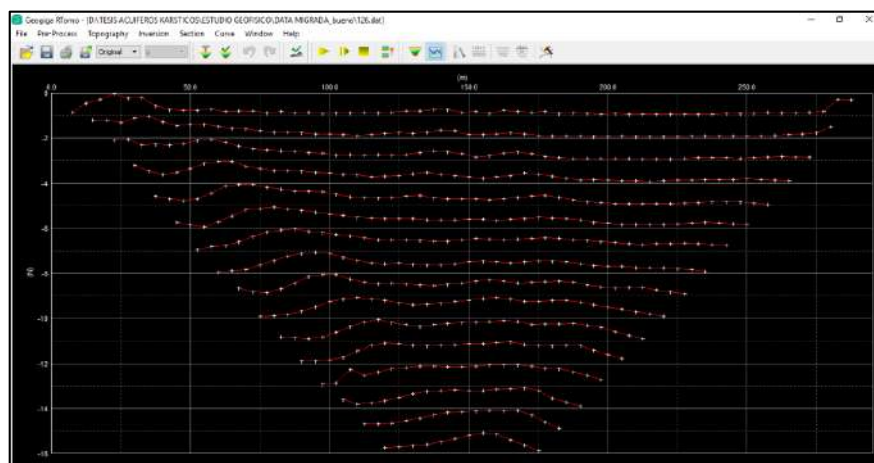 Geogiga RTomo - [D:\TESIS ACUIFEROS KARSTICOS\ESTUDIO GEOFISICO\DATA MIGRADA_bueno\126.dat]
File Pre-Process Topography Inversion Section Curve Window Help
Original
(m)
0.0 50.0 100.0 150.0 200.0 250.0
0
-2
-4
-6
-8
-10
-12
-14
-16
(N)